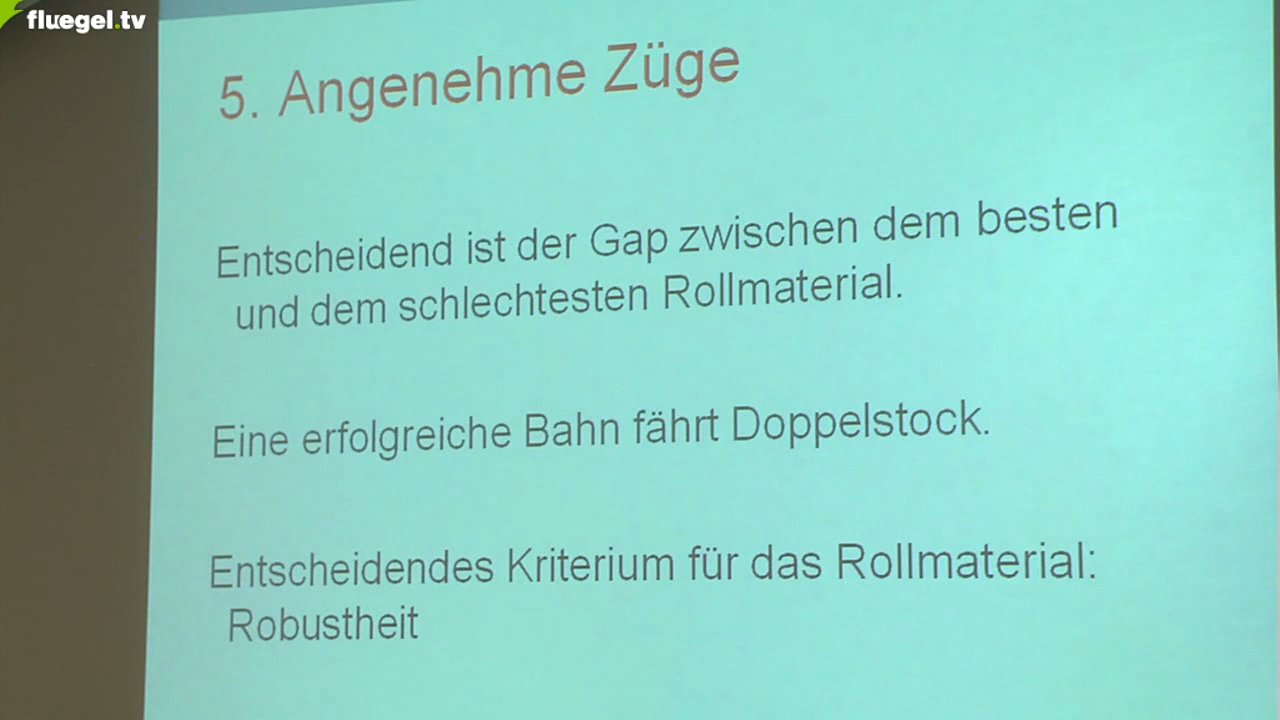 fluegel.tv
5. Angenehme Züge
Entscheidend ist der Gap zwischen dem besten
und dem schlechtesten Rollmaterial.
Eine erfolgreiche Bahn fährt Doppelstock.
Entscheidendes Kriterium für das Rollmaterial:
Robustheit